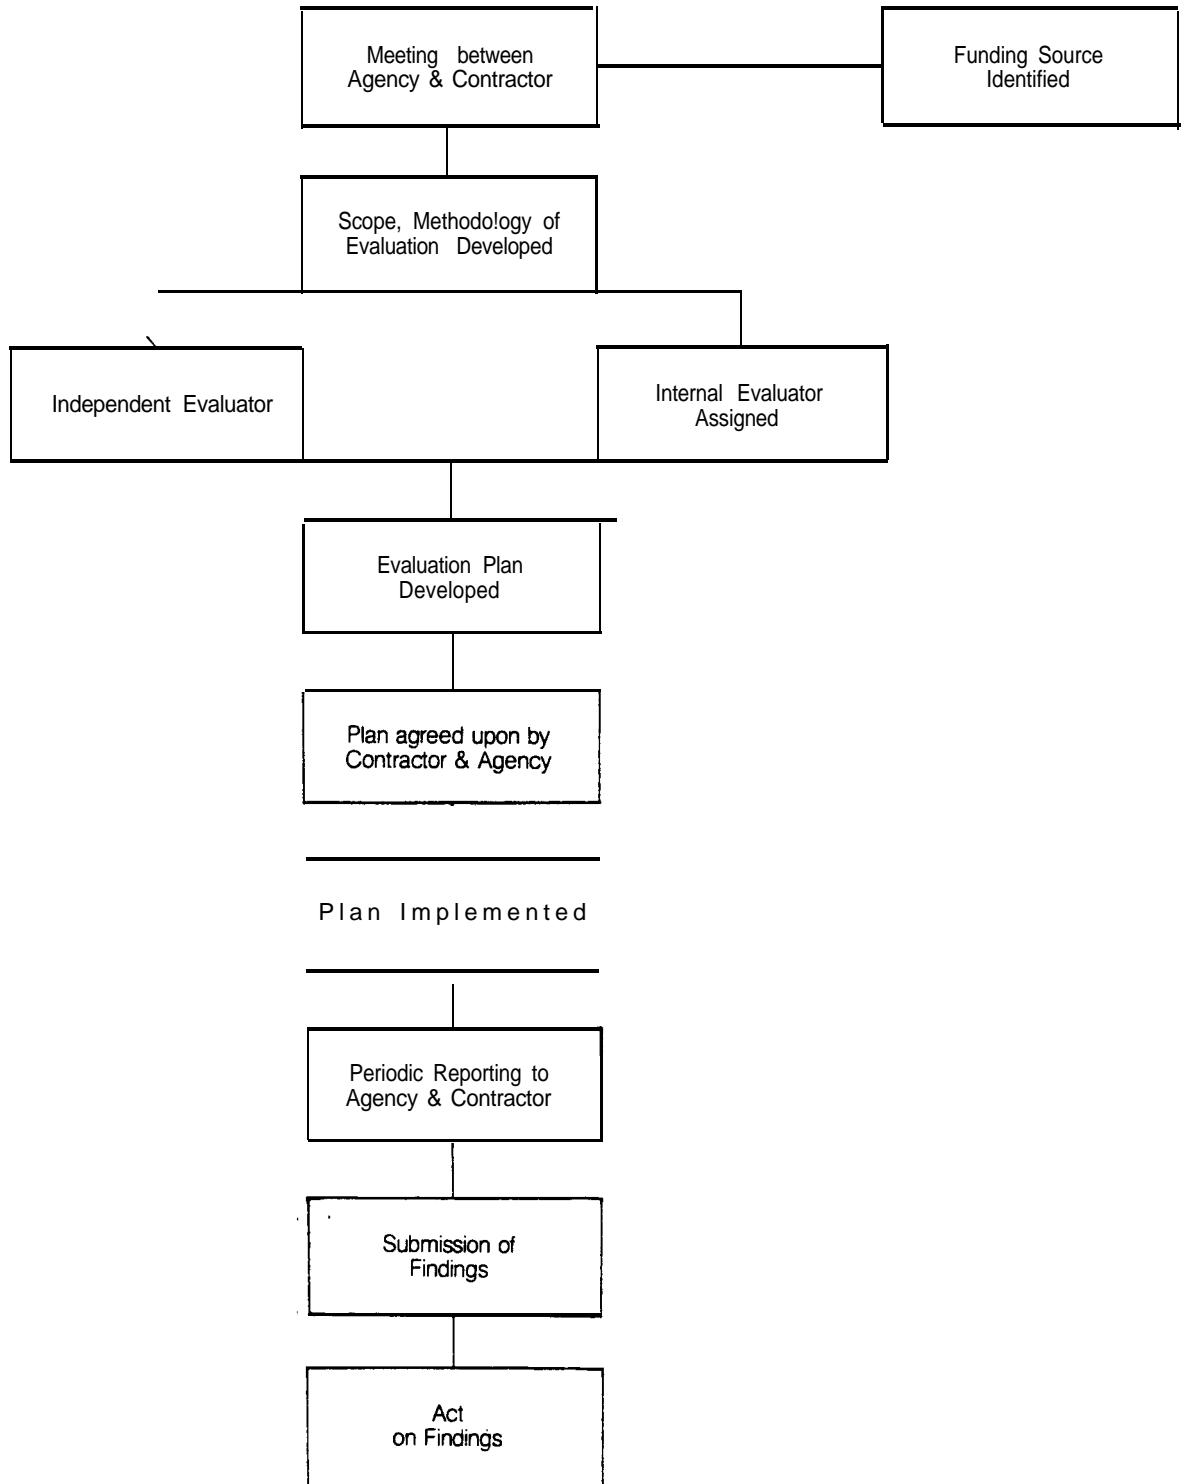 Meeting between
Agency & Contractor
Funding Source
Identified
Scope, Methodo!ogy of
Evaluation Developed
Independent Evaluator
Internal Evaluator
Assigned
Evaluation Plan
Developed
Plan agreed upon by
Contractor & Agency
Plan Implemented
Periodic Reporting to
Agency & Contractor
Submission of
Findings
Act
on Findings